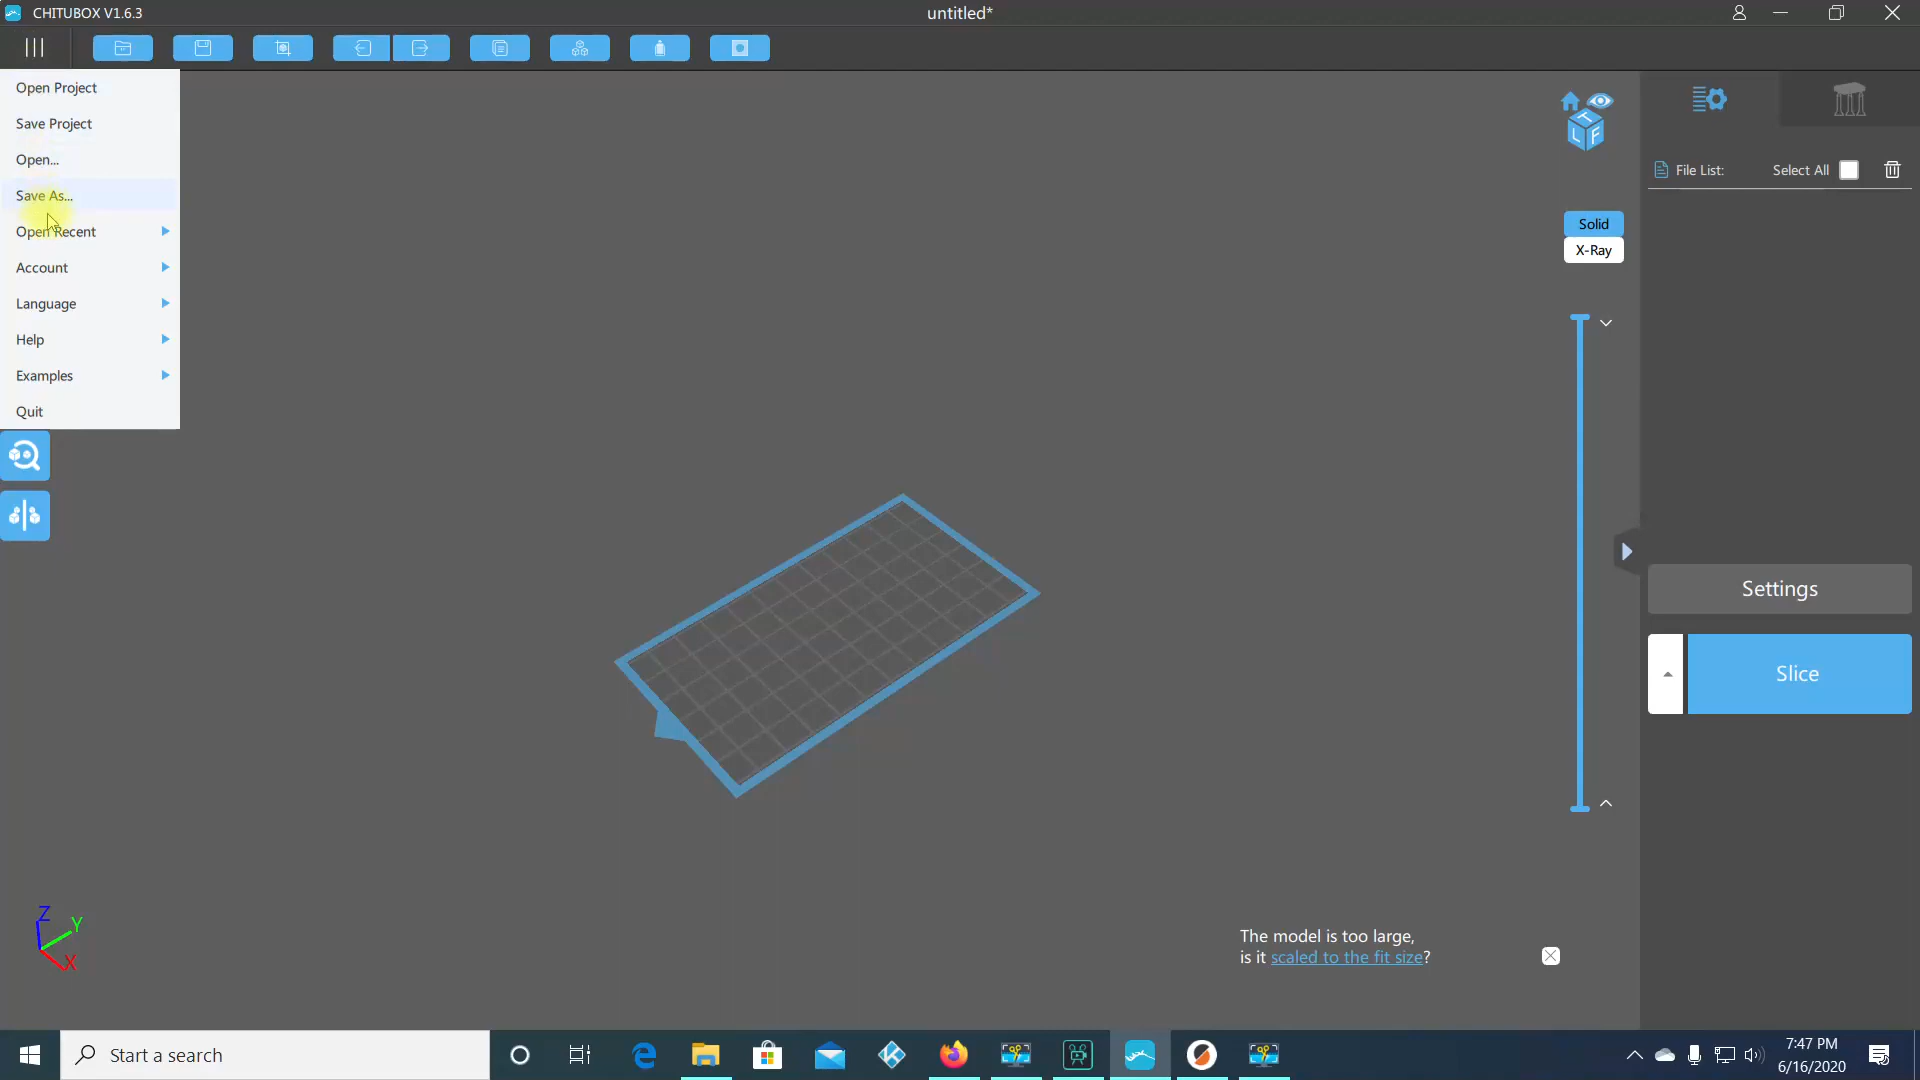 CHITUBOX V1.6.3
untitled*
Open Project
Save Project
Open...
Save As...
Open Recent
Account
Language
Help
Examples
Quit
T
L F
File List:
Select All
Solid
X-Ray
Settings
Slice
Z
Y
X
The model is too large,
is it scaled to the fit size?
Start a search
7:47 PM
6/16/2020